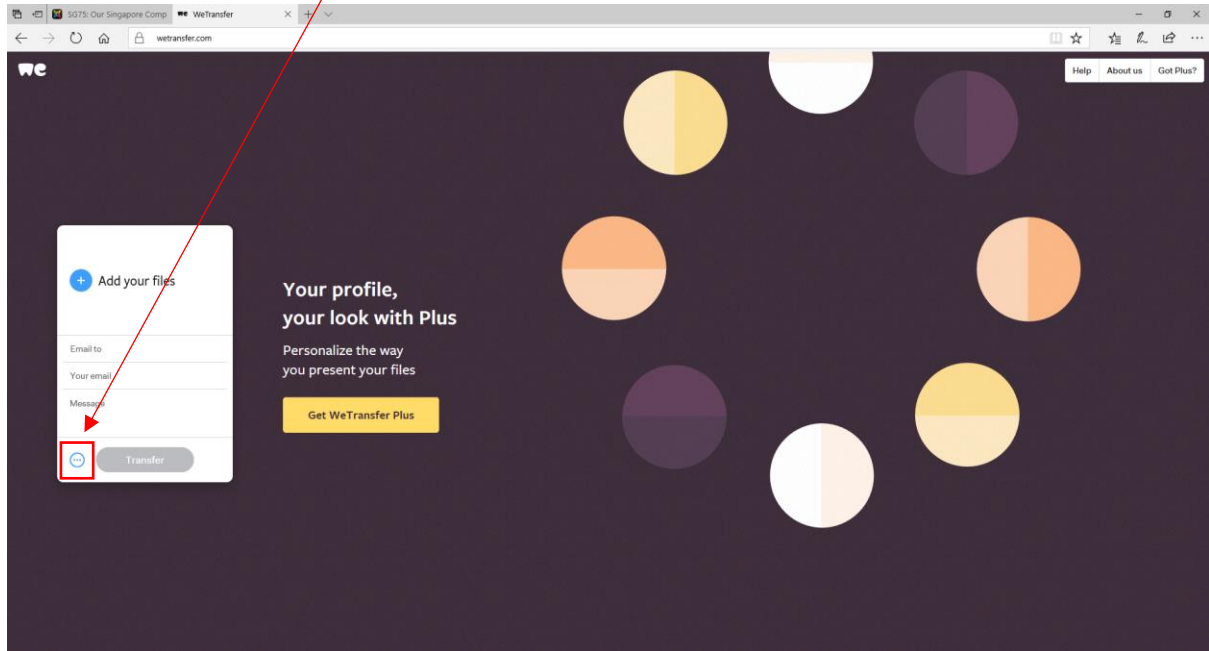 SG75: Our Singapore Comp
we WeTransfer
wetransfer.com
we
Help
About us
Got Plus?
Add your files
Email to
Your email
Message
Transfer
Your profile,
your look with Plus
Personalize the way
you present your files
Get WeTransfer Plus